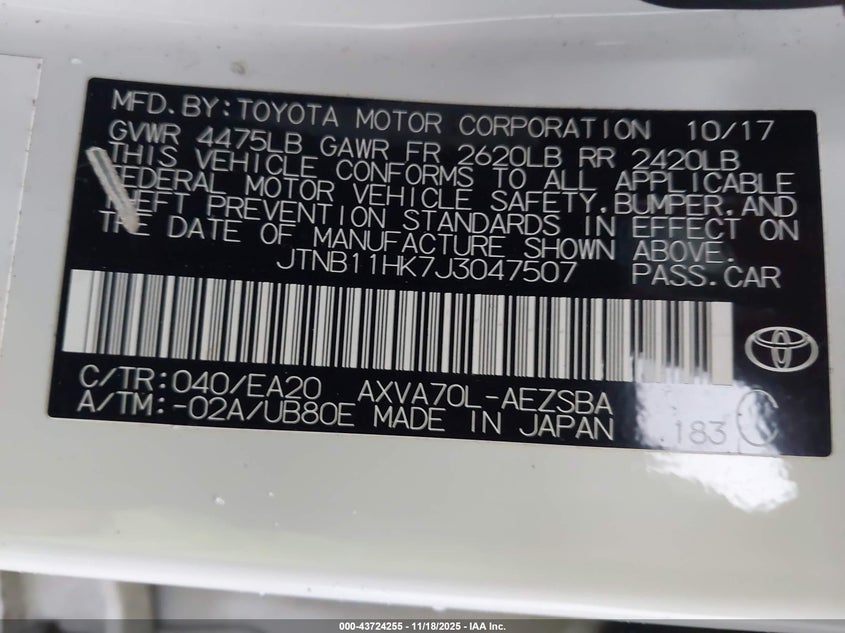 MFD.BY:TOYOTA MOTOR CORPORATION 10/17
GVWR 4475LB GAWR FR 2620LB RR 2420LB
THIS VEHICLE CONFORMS TO ALL APPLICABLE
FEDERAL MOTOR VEHICLE SAFETY,BUMPER,AND
THEFT PREVENTION STANDARDS IN EFFECT ON
THE DATE OF MANUFACTURE SHOWN ABOVE.
JTNB11HK7J3047507 PASS.CAR
C/TR:040/EA20 AXVA70L-AEZSBA
A/TM:-02A/UB80E MADE IN JAPAN 183 C
000-43724255 | 11/18/2025 — IAA Inc.